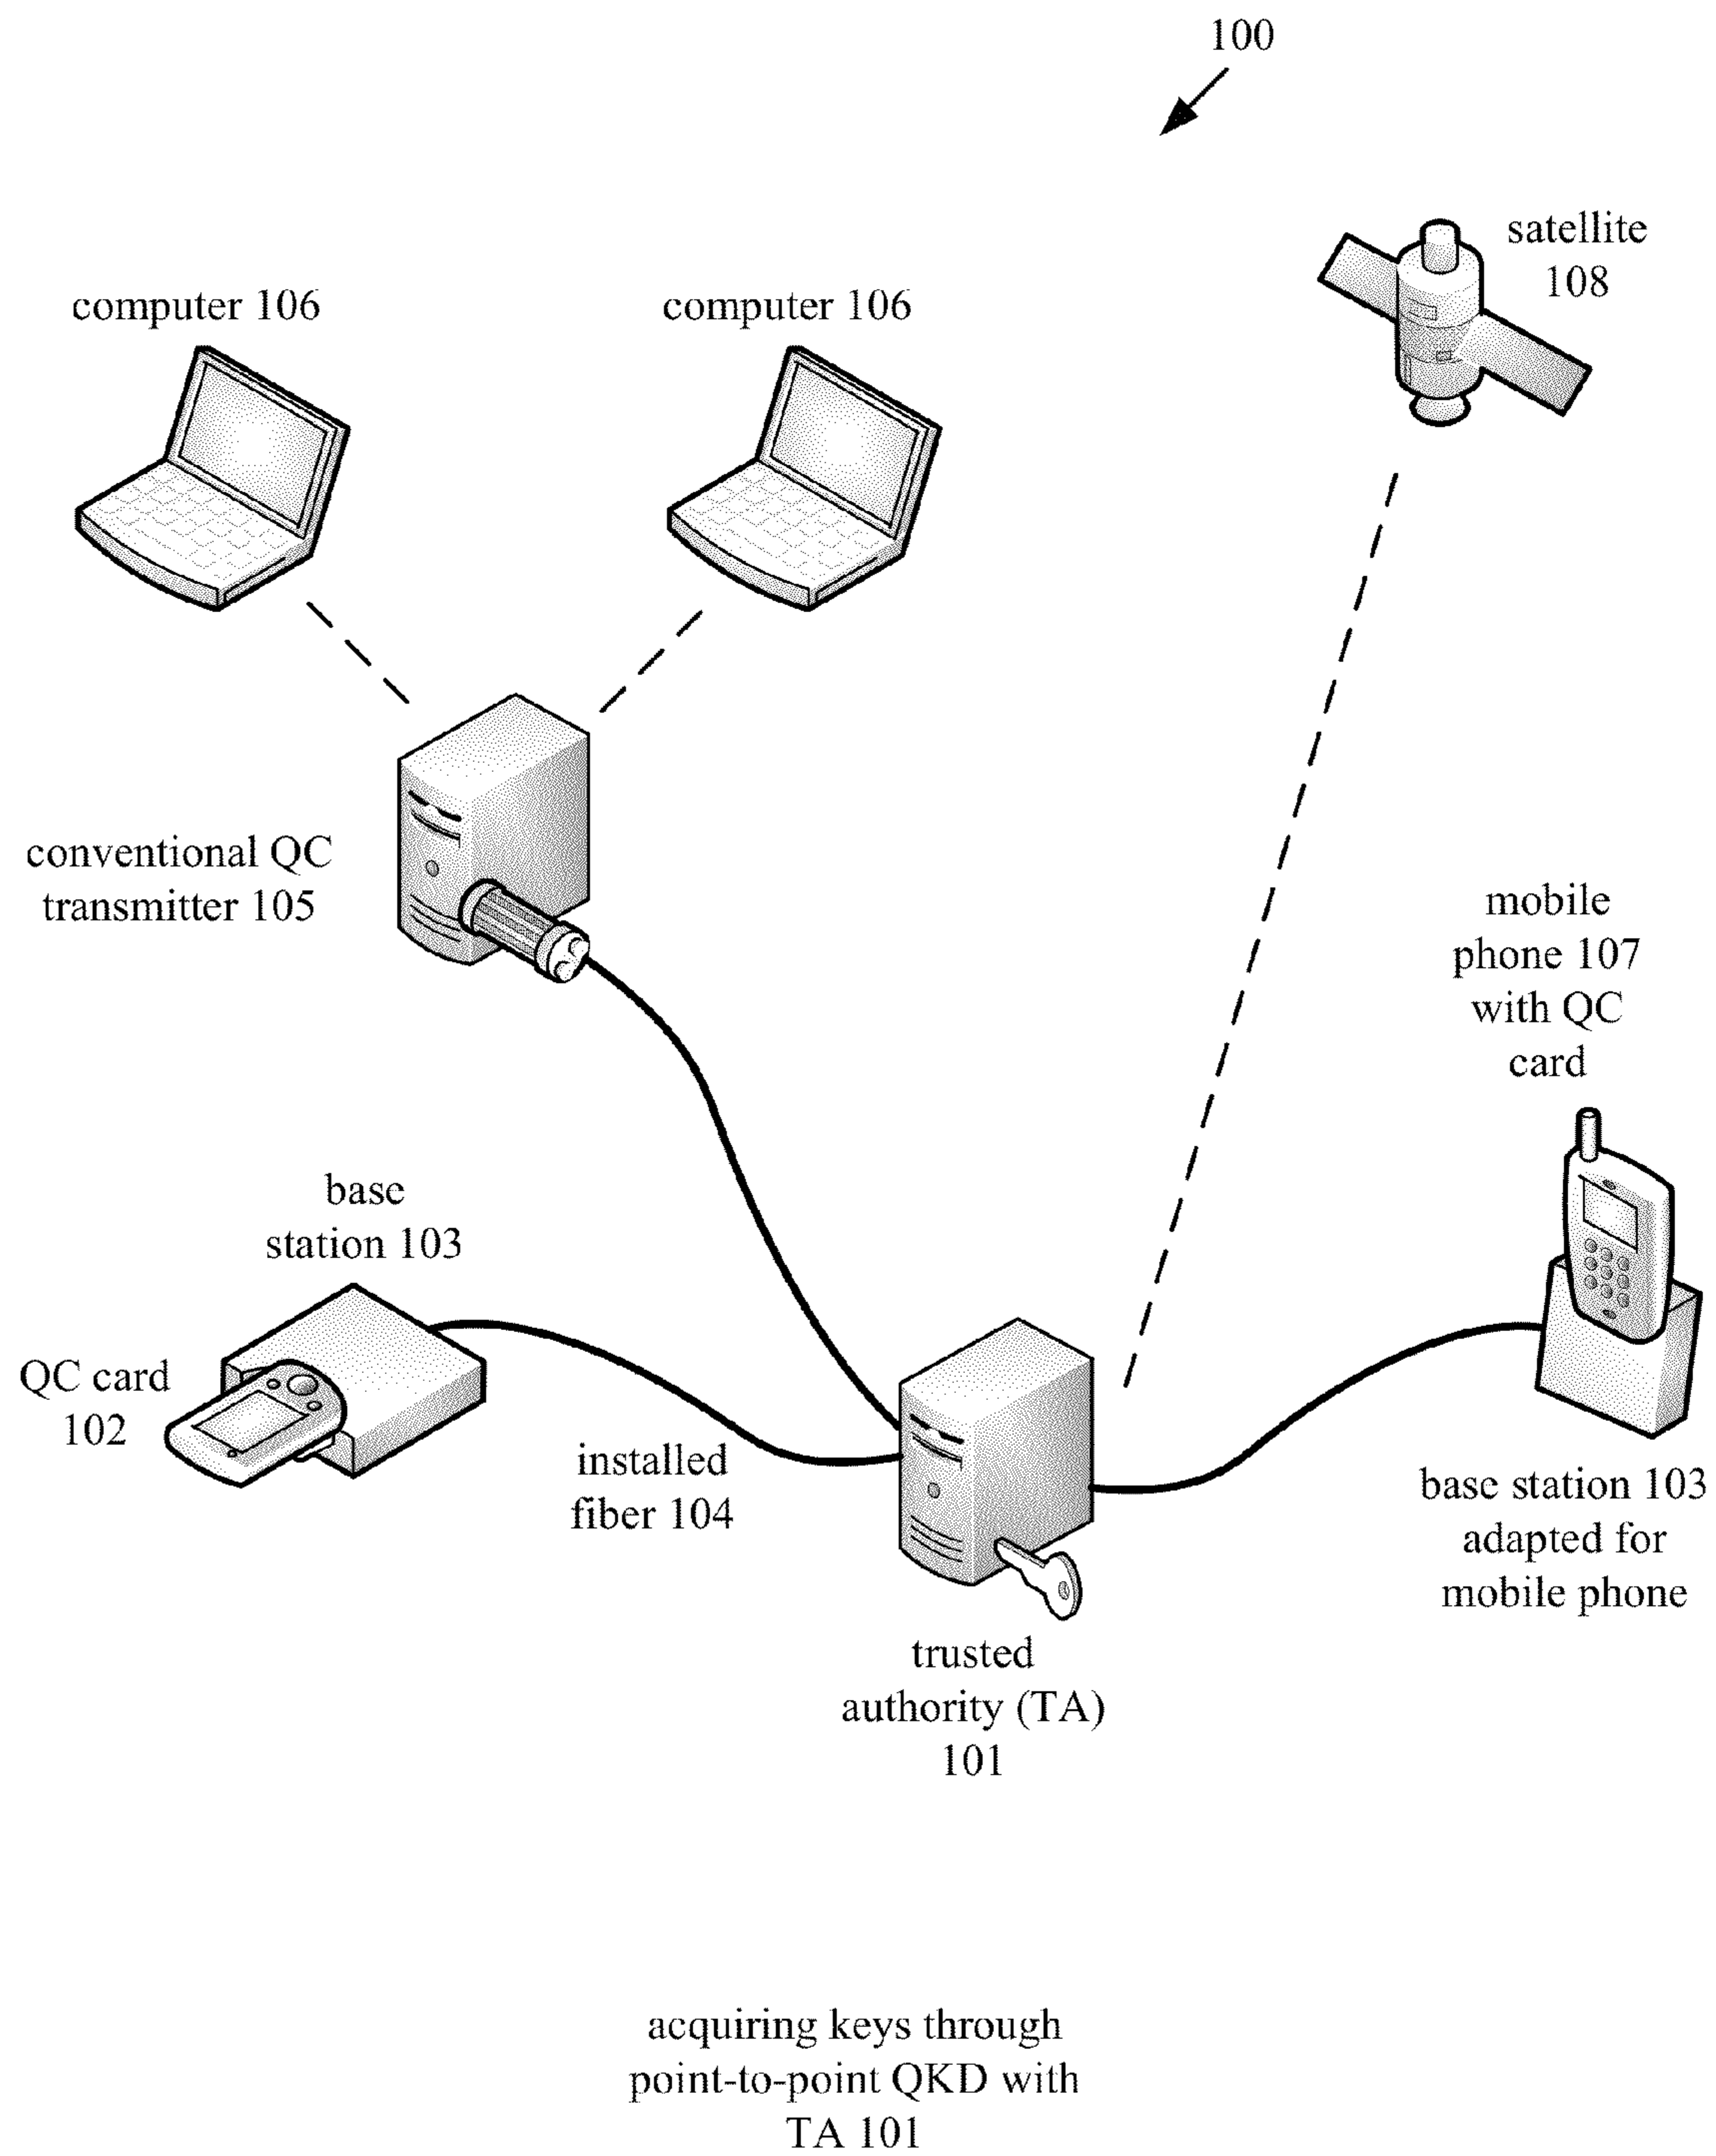 100
satellite
108
computer 106
computer 106
conventional QC
transmitter 105
mobile
phone 107
with QC
card
base
station 103
QC card
102
installed
fiber 104
base station 103
adapted for
mobile phone
trusted
authority (TA)
101
acquiring keys through
point-to-point QKD with
TA 101